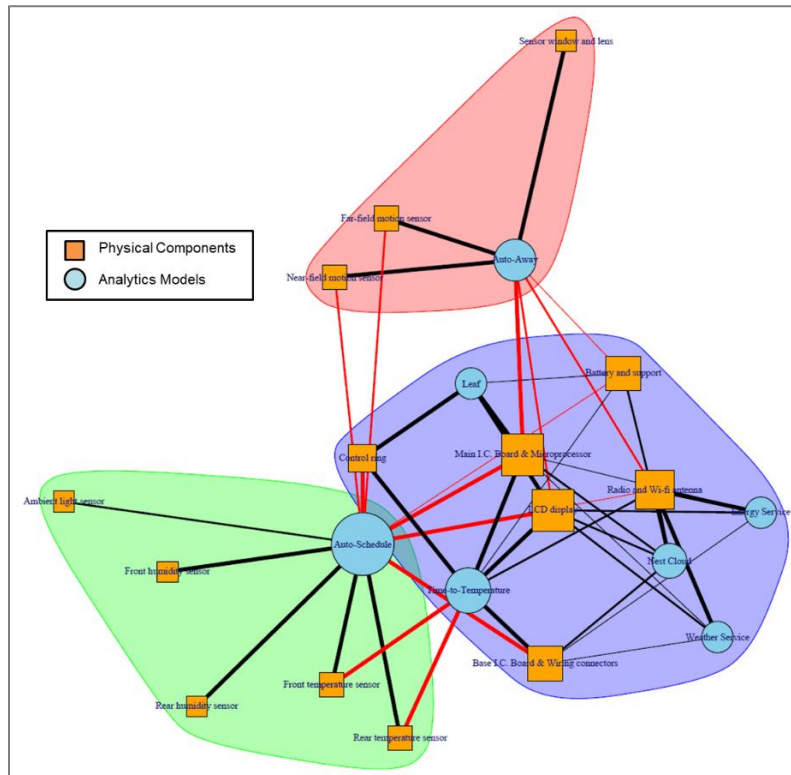 Sensor window and lens
Far-field motion sensor
Physical Components
Auto-Away
Analytics Models
Near-field motion sensor
Battery and support
Leaf
Control ring
Main I.C. Board & Microprocessor
Radio and Wi-fi antenna
Ambient light sensor
LCD display
Energy Service
Auto-Schedule
Nest Cloud
Front humidity sensor
Time-to-Temperature
Weather Service
Base I.C. Board & Wiring connectors
Front temperature sensor
Rear humidity sensor
Rear temperature sensor